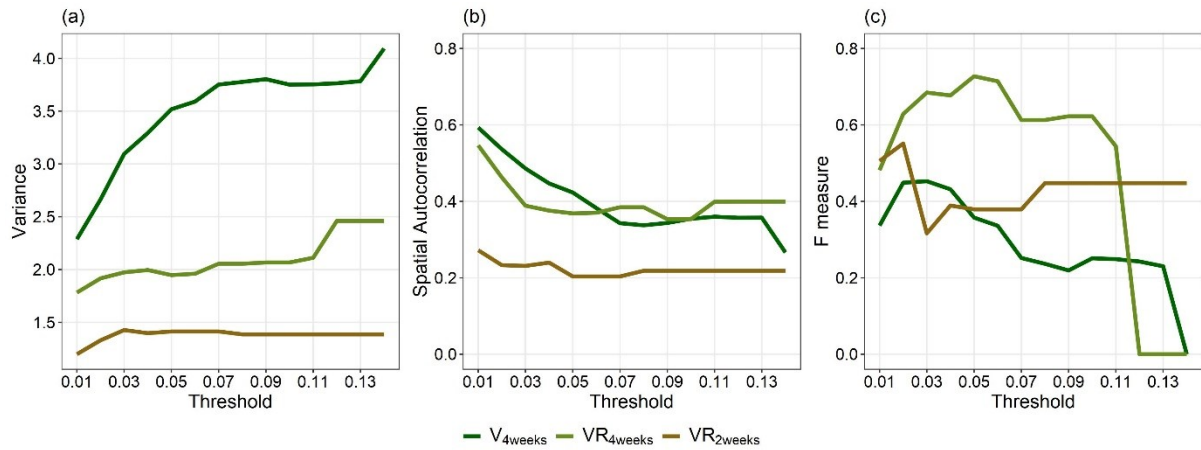 (a)
Variance
4.0
3.5
3.0
2.5
2.0
1.5
0.01 0.03 0.05 0.07 0.09 0.11 0.13
Threshold
(b)
Spatial Autocorrelation
0.8
0.6
0.4
0.2
0.0
0.01 0.03 0.05 0.07 0.09 0.11 0.13
Threshold
(c)
F measure
0.8
0.6
0.4
0.2
0.0
0.01 0.03 0.05 0.07 0.09 0.11 0.13
Threshold
V4weeks VR4weeks VR2weeks